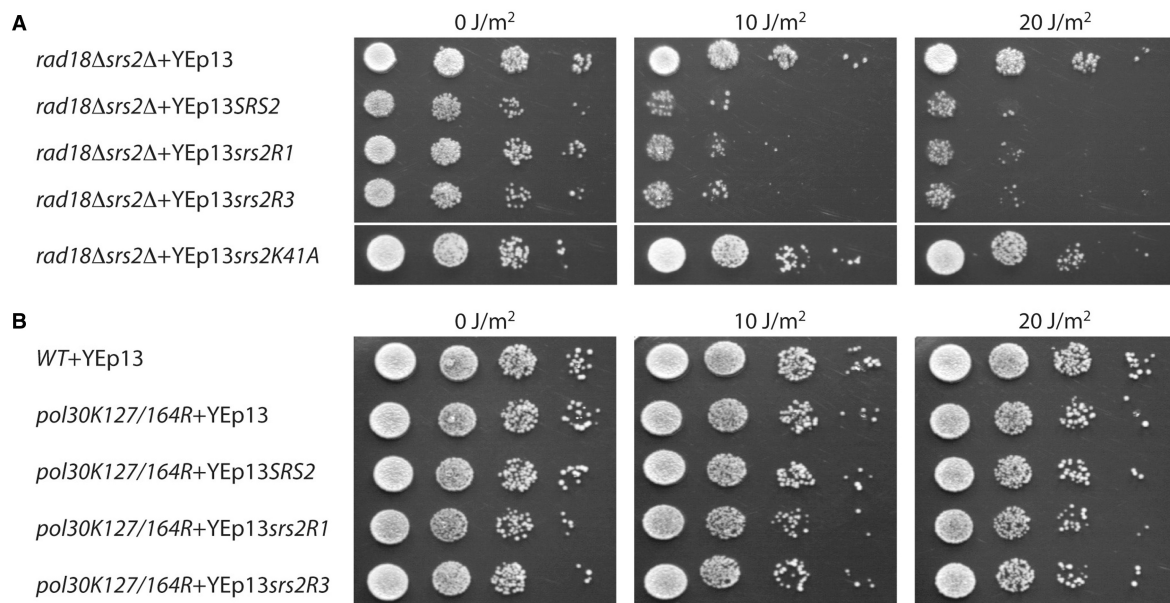 A
0 J/m²
10 J/m²
20 J/m²
rad18Δsrs2Δ+YEp13
rad18Δsrs2Δ+YEp13SRS2
rad18Δsrs2Δ+YEp13srs2R1
rad18Δsrs2Δ+YEp13srs2R3
rad18Δsrs2Δ+YEp13srs2K41A
B
0 J/m²
10 J/m²
20 J/m²
WT+YEp13
pol30K127/164R+YEp13
pol30K127/164R+YEp13SRS2
pol30K127/164R+YEp13srs2R1
pol30K127/164R+YEp13srs2R3